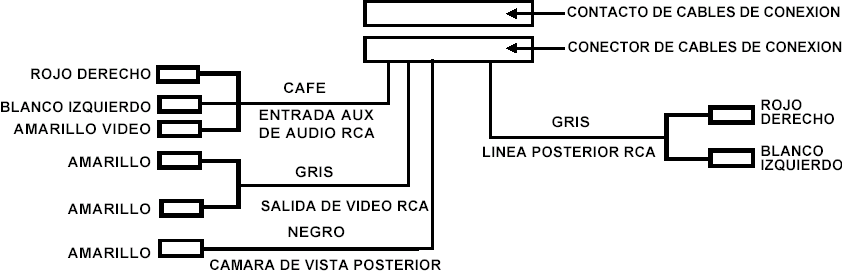 CONTACTO DE CABLES DE CONEXION
CONECTOR DE CABLES DE CONEXION
ROJO DERECHO
BLANCO IZQUIERDO
AMARILLO VIDEO
CAFE
ENTRADA AUX
DE AUDIO RCA
AMARILLO
AMARILLO
GRIS
SALIDA DE VIDEO RCA
AMARILLO
NEGRO
CAMARA DE VISTA POSTERIOR
GRIS
LINEA POSTERIOR RCA
ROJO
DERECHO
BLANCO
IZQUIERDO